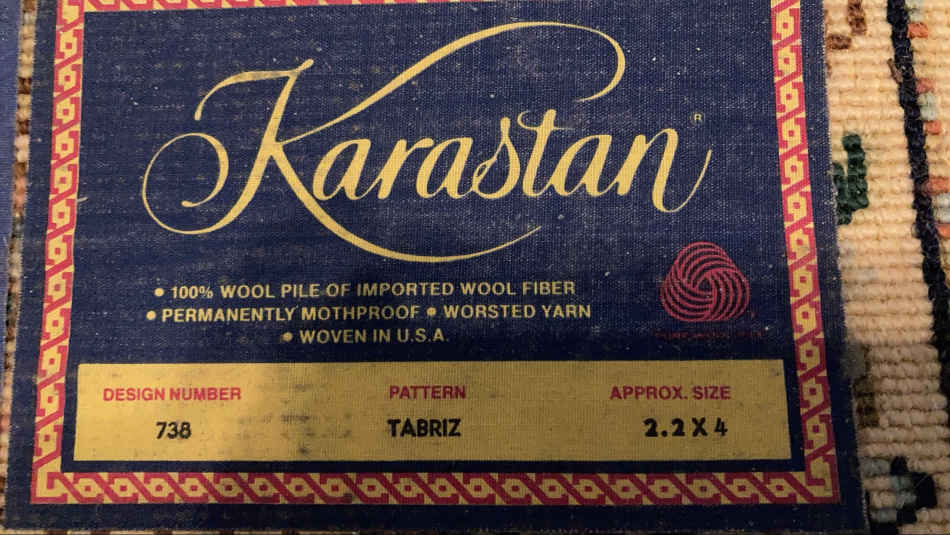 Karastan®
• 100% WOOL PILE OF IMPORTED WOOL FIBER
• PERMANENTLY MOTHPROOF • WORSTED YARN
• WOVEN IN U.S.A.
DESIGN NUMBER PATTERN APPROX. SIZE
738 TABRIZ 2.2 X 4